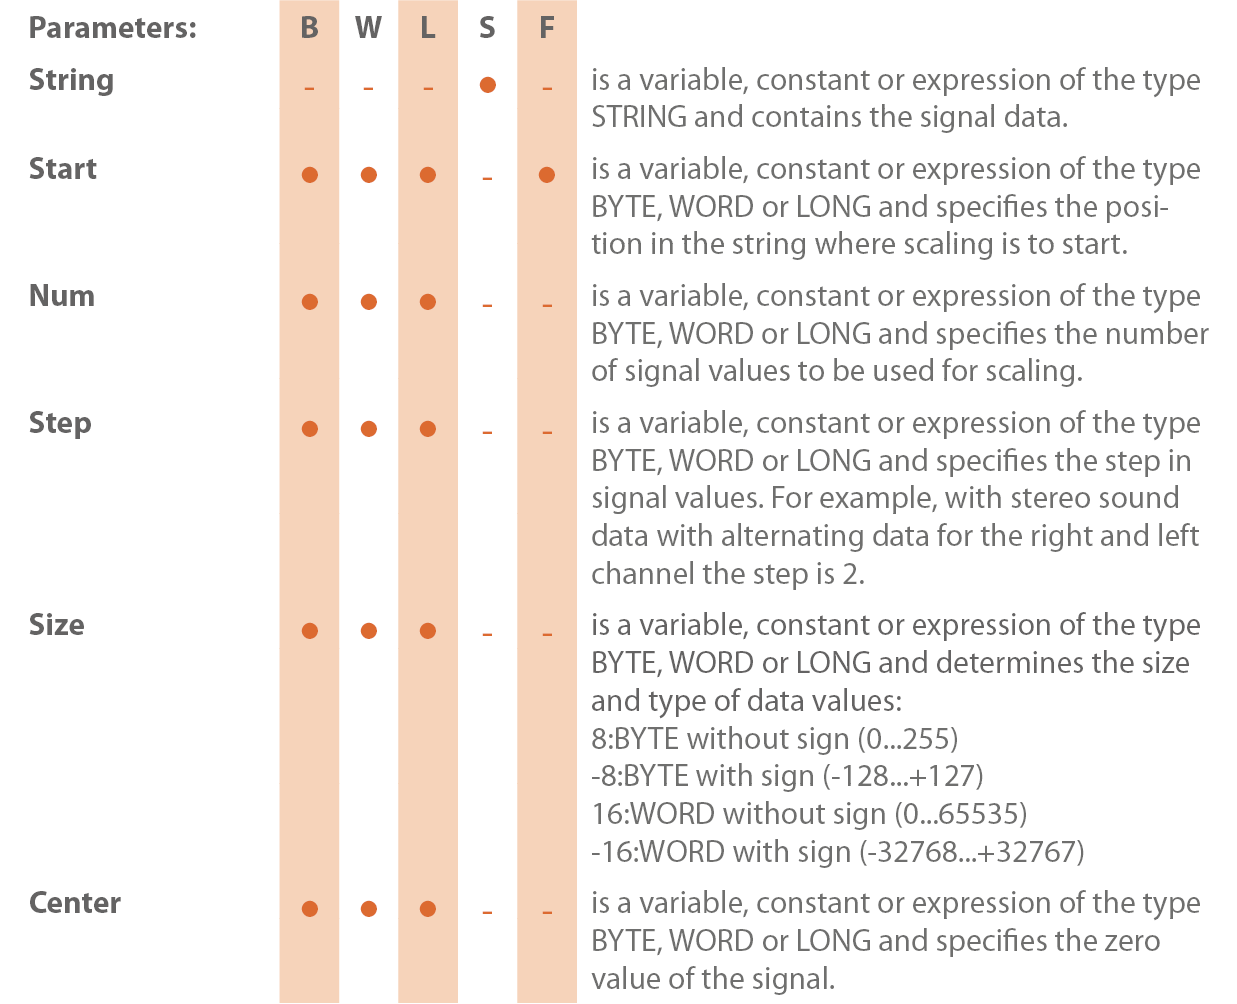 Parameters: B W L S F
String - - - ● - is a variable, constant or expression of the type
STRING and contains the signal data.
Start ● ● ● - ● is a variable, constant or expression of the type
BYTE, WORD or LONG and specifies the posi-
tion in the string where scaling is to start.
Num ● ● ● - - is a variable, constant or expression of the type
BYTE, WORD or LONG and specifies the number
of signal values to be used for scaling.
Step ● ● ● - - is a variable, constant or expression of the type
BYTE, WORD or LONG and specifies the step in
signal values. For example, with stereo sound
data with alternating data for the right and left
channel the step is 2.
Size ● ● ● - - is a variable, constant or expression of the type
BYTE, WORD or LONG and determines the size
and type of data values:
8:BYTE without sign (0...255)
-8:BYTE with sign (-128...+127)
16:WORD without sign (0...65535)
-16:WORD with sign (-32768...+32767)
Center ● ● ● - - is a variable, constant or expression of the type
BYTE, WORD or LONG and specifies the zero
value of the signal.